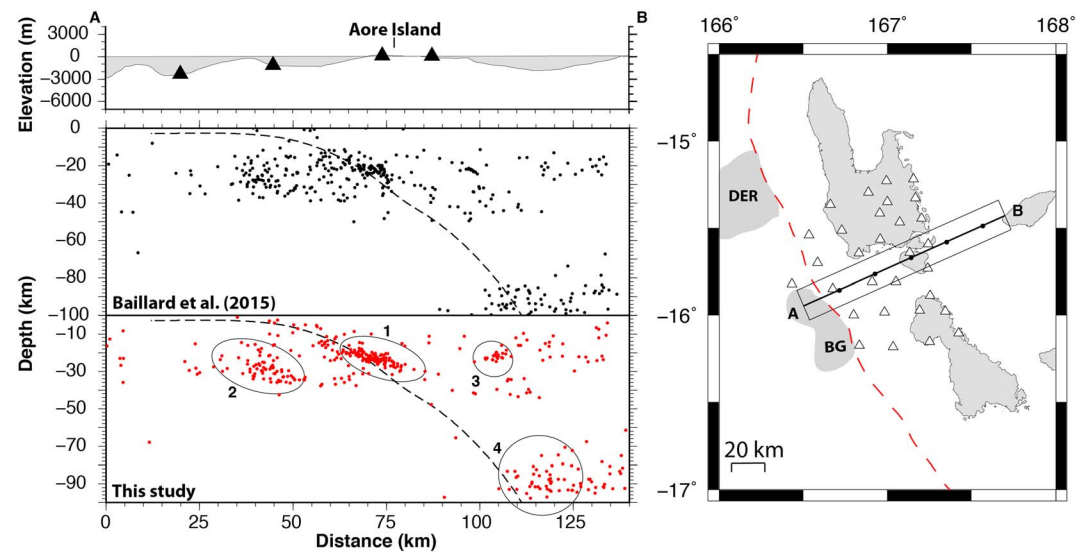 A
B
Aore Island
Elevation (m)
3000
0
−3000
−6000
0
−20
−40
−60
−80
−100
Baillard et al. (2015)
Depth (km)
−10
−30
−50
−70
−90
1
2
3
4
This study
0
25
50
75
100
125
Distance (km)
166°
167°
168°
−15°
−16°
−17°
DER
B
A
BG
20 km